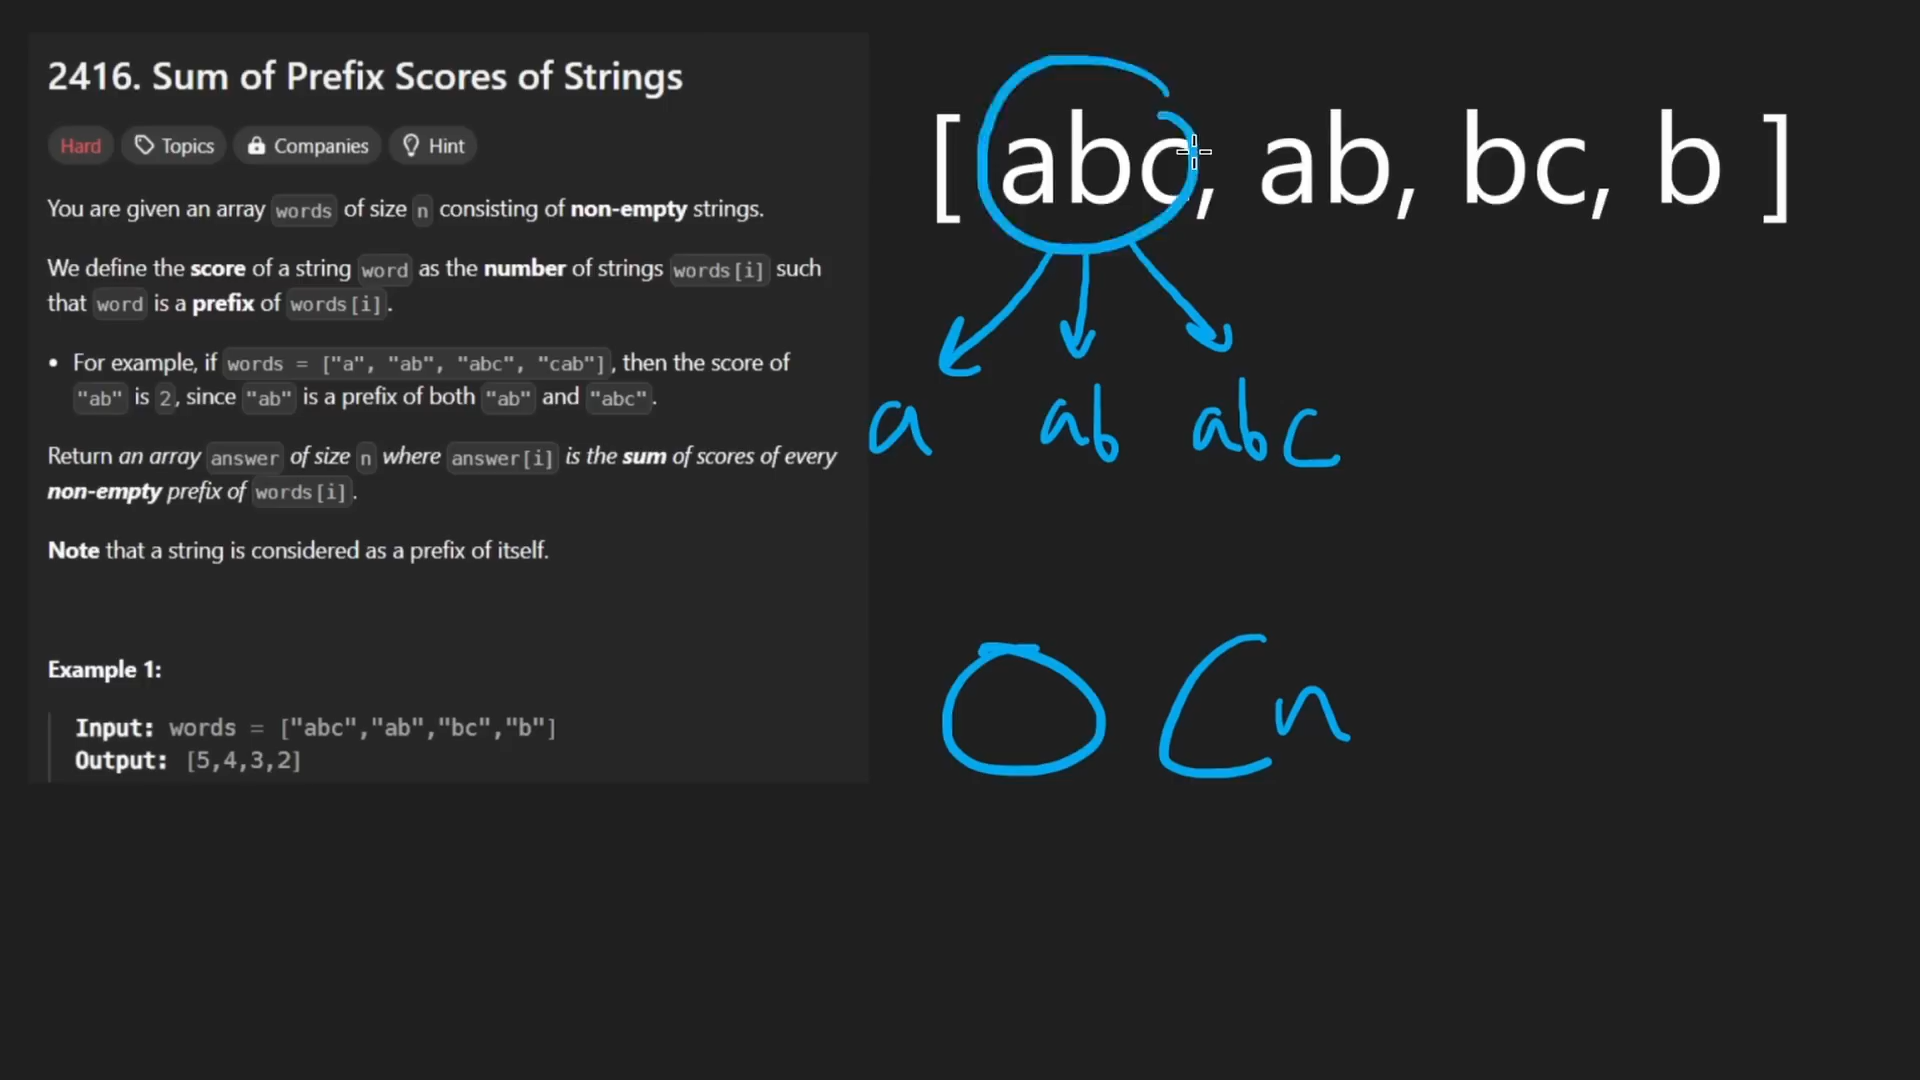 2416. Sum of Prefix Scores of Strings
Hard Topics Companies Hint
You are given an array words of size n consisting of non-empty strings.
We define the score of a string word as the number of strings words[i] such
that word is a prefix of words[i].
• For example, if words = ["a", "ab", "abc", "cab"], then the score of
"ab" is 2, since "ab" is a prefix of both "ab" and "abc".
Return an array answer of size n where answer[i] is the sum of scores of every
non-empty prefix of words[i].
Note that a string is considered as a prefix of itself.
Example 1:
Input: words = ["abc","ab","bc","b"]
Output: [5,4,3,2]
[ abc, ab, bc, b ]
a ab abc
O(n